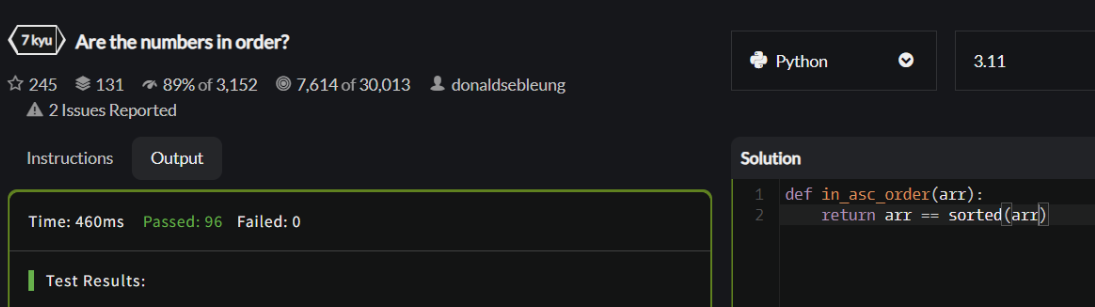 7 kyu Are the numbers in order?
245 131 89% of 3,152 7,614 of 30,013 donaldsebleung
2 Issues Reported
Instructions Output
Time: 460ms Passed: 96 Failed: 0
Test Results:
Python 3.11
Solution
1 def in_asc_order(arr):
2 return arr == sorted(arr)